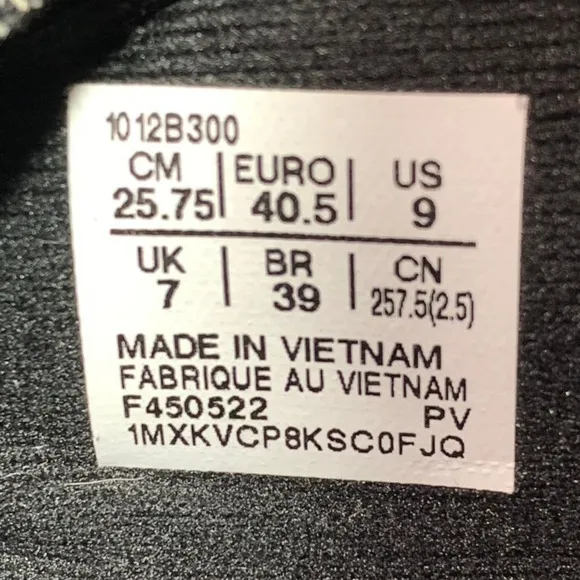 1012B300
CM | EURO | US
25.75 | 40.5 | 9
UK | BR | CN
7 | 39 | 257.5(2.5)
MADE IN VIETNAM
FABRIQUE AU VIETNAM
F450522 PV
1MXKVCP8KSC0FJQ